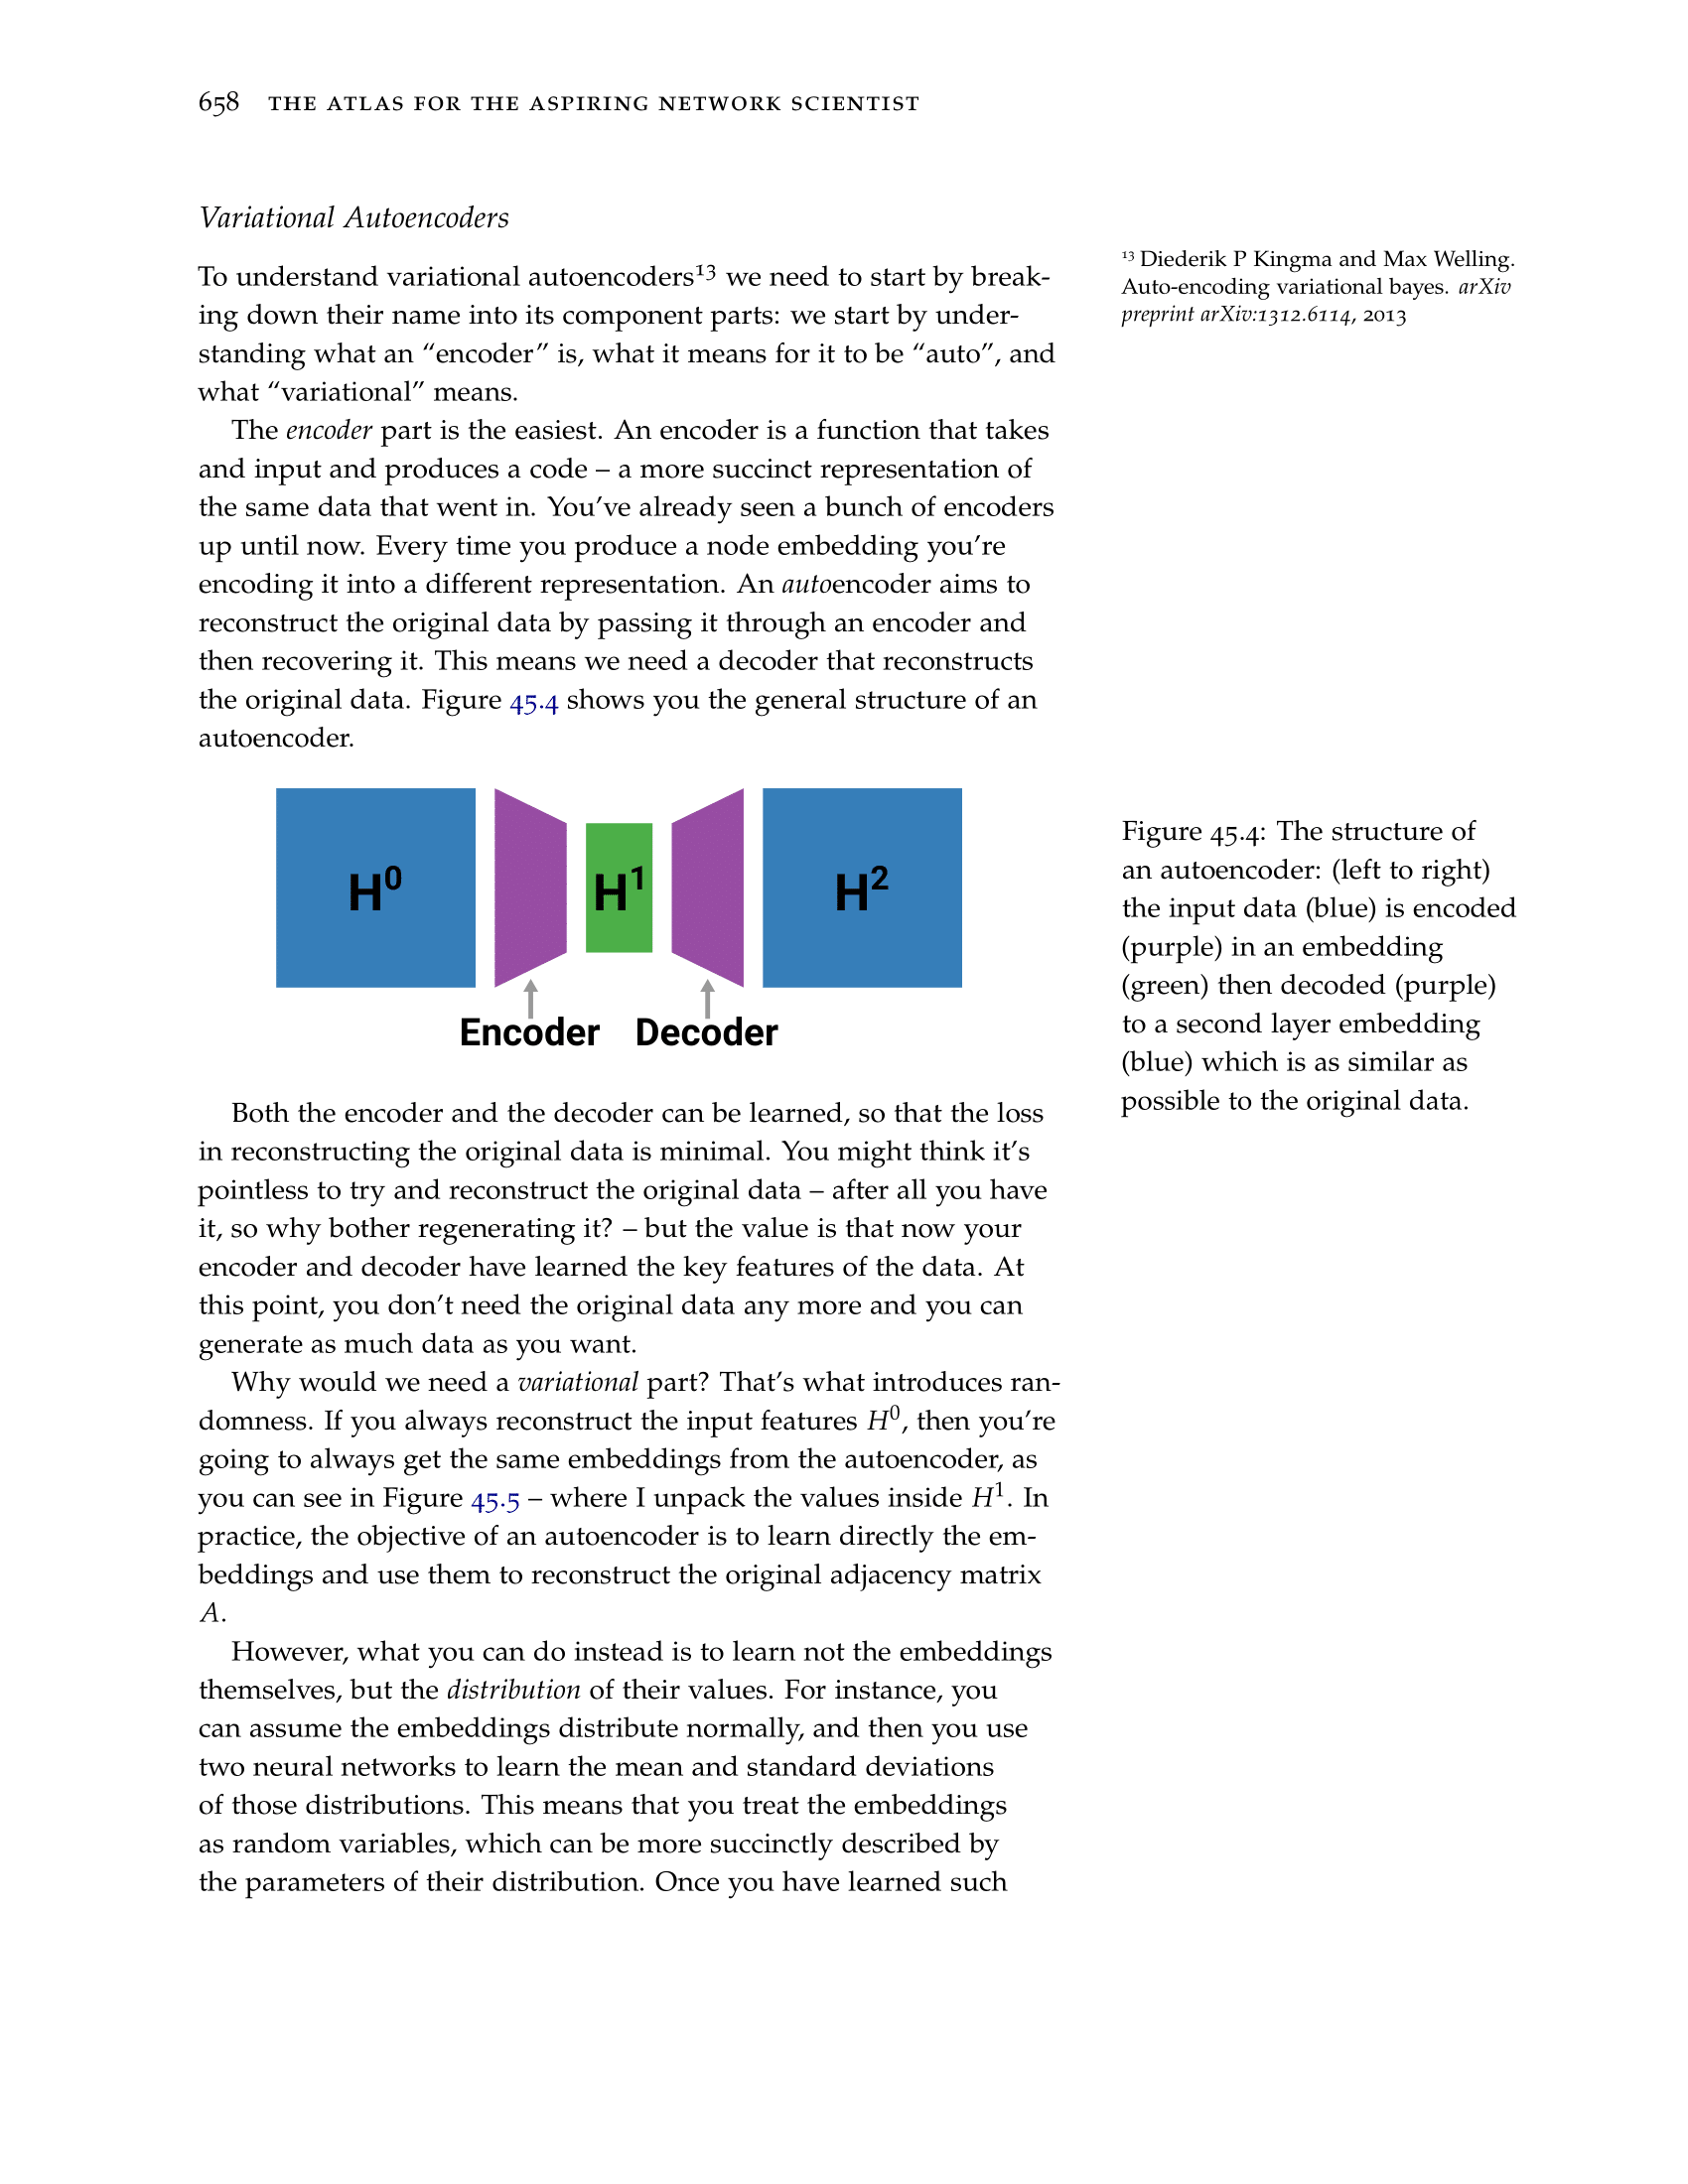 658 THE ATLAS FOR THE ASPIRING NETWORK SCIENTIST
Variational Autoencoders
To understand variational autoencoders¹³ we need to start by break-
ing down their name into its component parts: we start by under-
standing what an “encoder” is, what it means for it to be “auto”, and
what “variational” means.
The encoder part is the easiest. An encoder is a function that takes
and input and produces a code – a more succinct representation of
the same data that went in. You’ve already seen a bunch of encoders
up until now. Every time you produce a node embedding you’re
encoding it into a different representation. An autoencoder aims to
reconstruct the original data by passing it through an encoder and
then recovering it. This means we need a decoder that reconstructs
the original data. Figure 45.4 shows you the general structure of an
autoencoder.
¹³ Diederik P Kingma and Max Welling.
Auto-encoding variational bayes. arXiv
preprint arXiv:1312.6114, 2013
H⁰ H¹ H²
Encoder Decoder
Figure 45.4: The structure of
an autoencoder: (left to right)
the input data (blue) is encoded
(purple) in an embedding
(green) then decoded (purple)
to a second layer embedding
(blue) which is as similar as
possible to the original data.
Both the encoder and the decoder can be learned, so that the loss
in reconstructing the original data is minimal. You might think it’s
pointless to try and reconstruct the original data – after all you have
it, so why bother regenerating it? – but the value is that now your
encoder and decoder have learned the key features of the data. At
this point, you don’t need the original data any more and you can
generate as much data as you want.
Why would we need a variational part? That’s what introduces ran-
domness. If you always reconstruct the input features H⁰, then you’re
going to always get the same embeddings from the autoencoder, as
you can see in Figure 45.5 – where I unpack the values inside H¹. In
practice, the objective of an autoencoder is to learn directly the em-
beddings and use them to reconstruct the original adjacency matrix
A.
However, what you can do instead is to learn not the embeddings
themselves, but the distribution of their values. For instance, you
can assume the embeddings distribute normally, and then you use
two neural networks to learn the mean and standard deviations
of those distributions. This means that you treat the embeddings
as random variables, which can be more succinctly described by
the parameters of their distribution. Once you have learned such